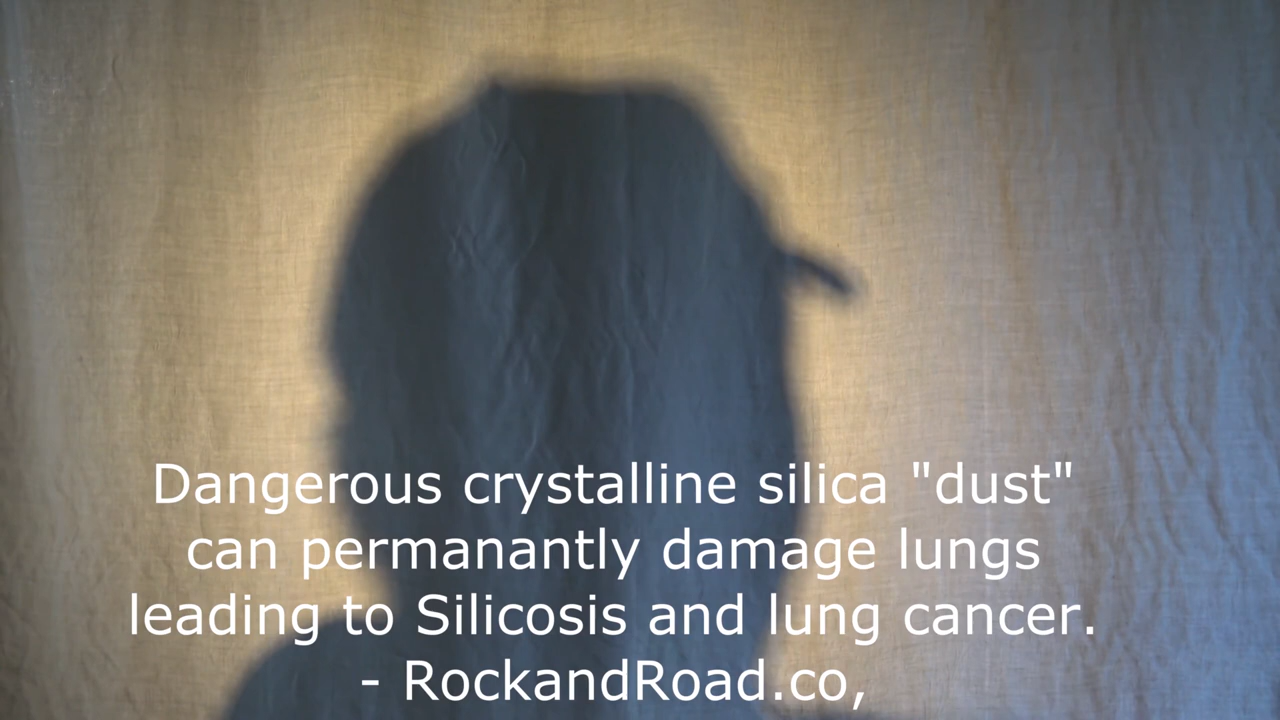 Dangerous crystalline silica "dust"
can permanantly damage lungs
leading to Silicosis and lung cancer.
- RockandRoad.co,